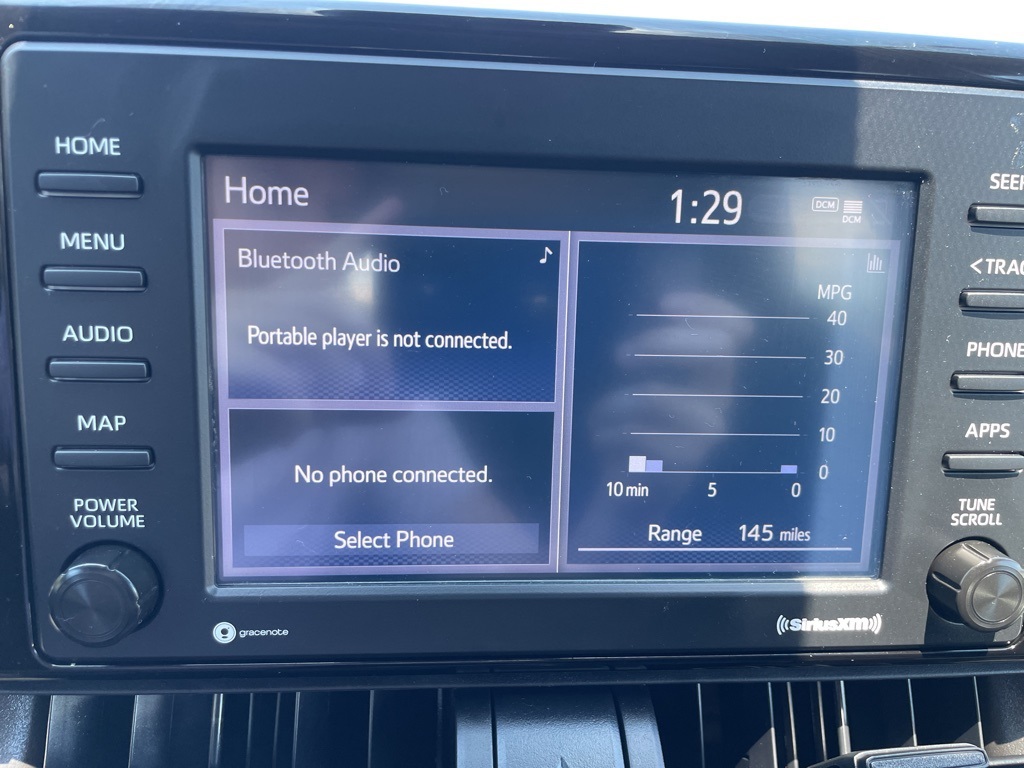 HOME
MENU
AUDIO
MAP
POWER
VOLUME
Home
1:29
DCM
DCM
Bluetooth Audio
Portable player is not connected.
No phone connected.
Select Phone
MPG
40
30
20
10
0
10 min 5 0
Range 145 miles
gracenote
((SiriusXM))
SEEK
<TRAC
PHONE
APPS
TUNE
SCROLL